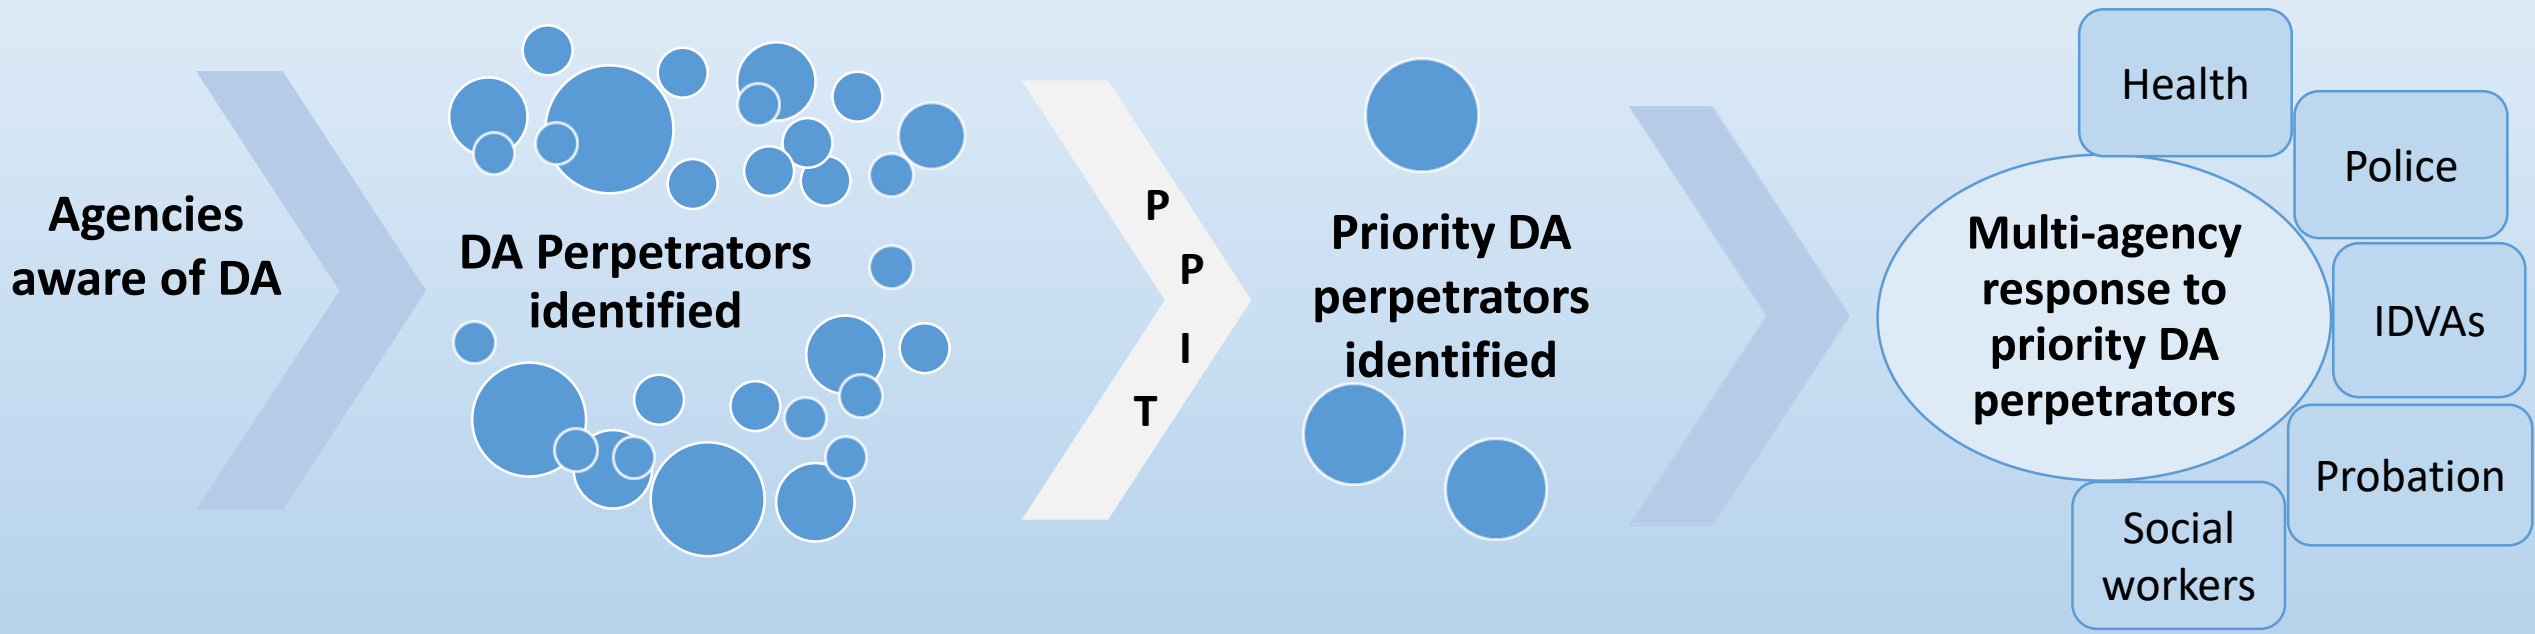 Agencies
aware of DA
DA Perpetrators
identified
P
P
I
T
Priority DA
perpetrators
identified
Multi-agency
response to
priority DA
perpetrators
Health
Police
IDVAs
Probation
Social
workers